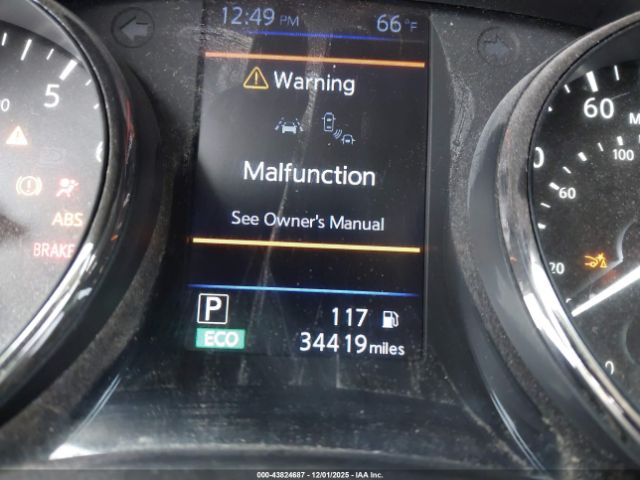 12:49 PM 66°F
Warning
Malfunction
See Owner's Manual
P 117
ECO 34419 miles
5
ABS
BRAKE
60
100
60
20
0
000-43824687 - 12/01/2025 - IAA Inc.